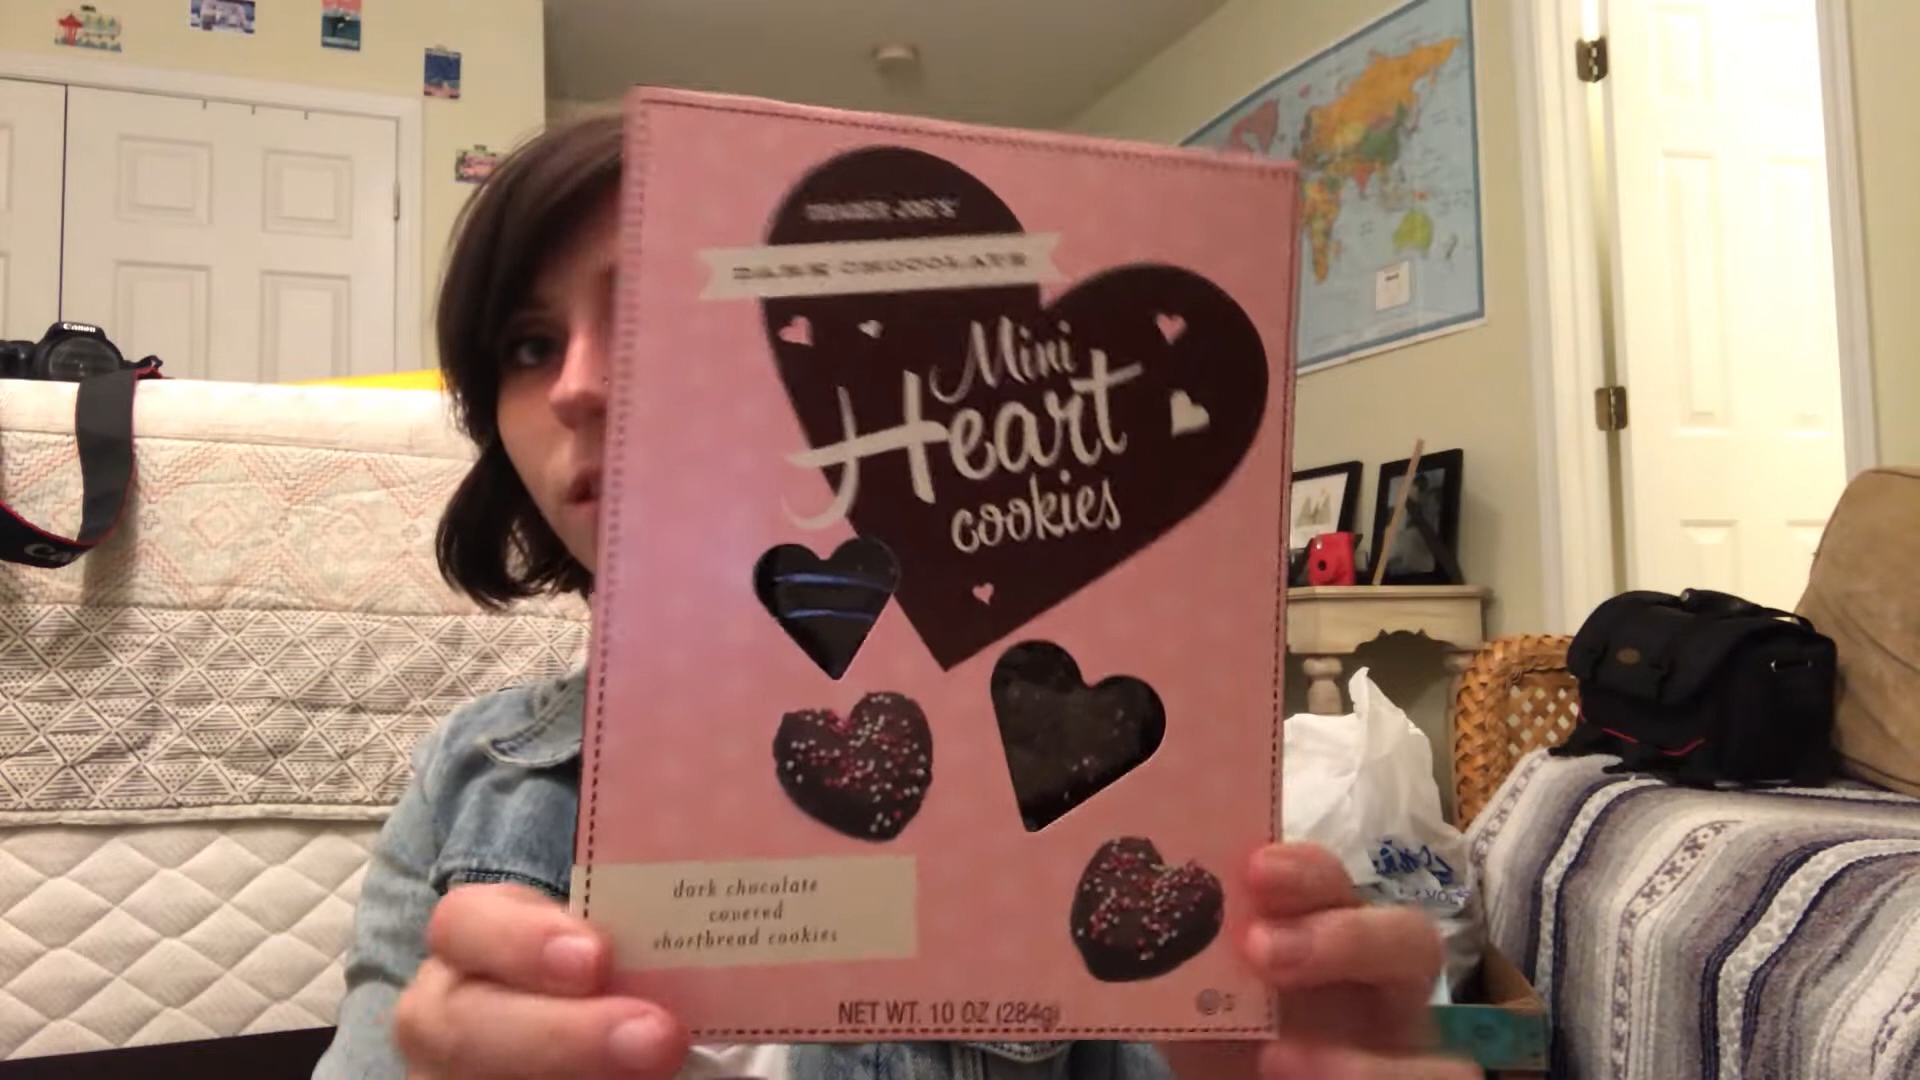 TRADER JOE'S
DARK CHOCOLATE
Mini
Heart
cookies
dark chocolate
covered
shortbread cookies
NET WT. 10 OZ (284g)
Canon